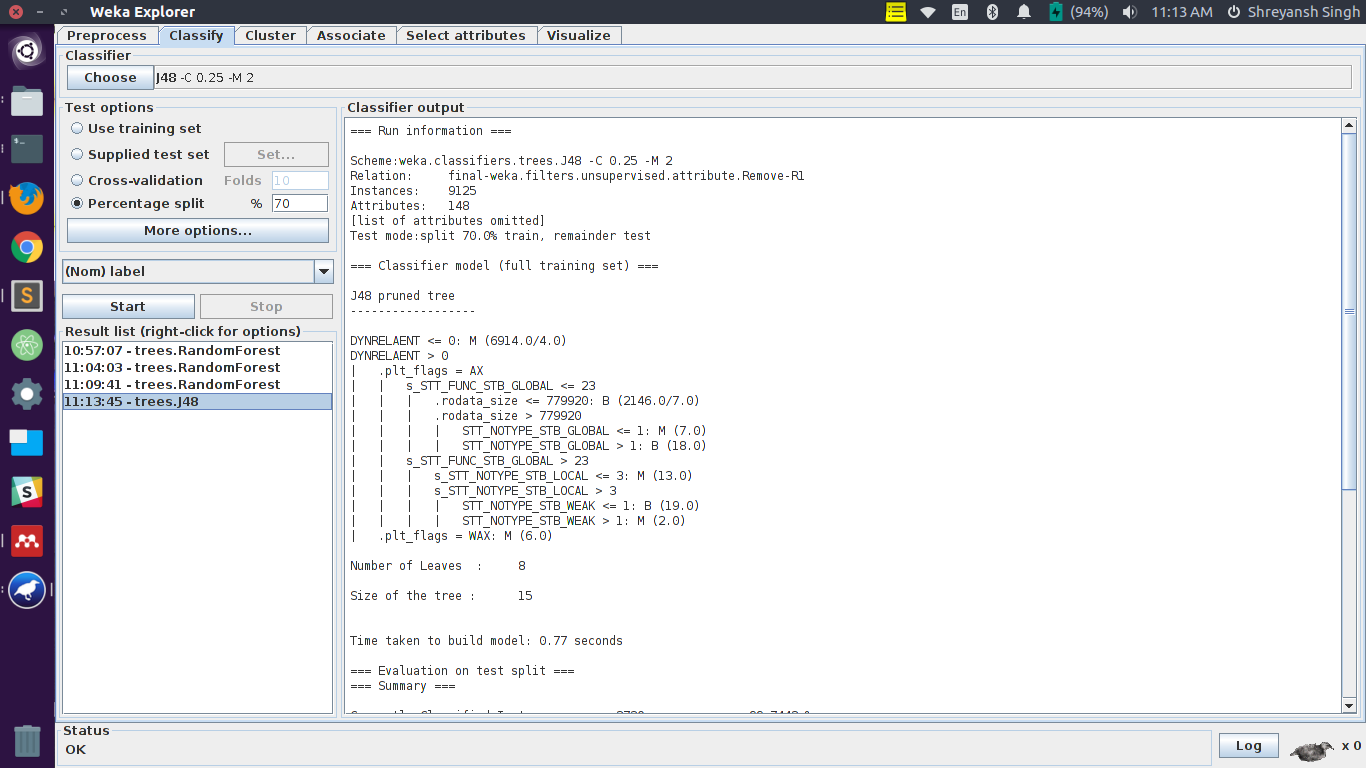 Weka Explorer
En
(94%)
11:13 AM
Shreyansh Singh
Preprocess
Classify
Cluster
Associate
Select attributes
Visualize
Classifier
Choose
J48 -C 0.25 -M 2
Test options
Use training set
Supplied test set
Set...
Cross-validation Folds 10
Percentage split % 70
More options...
(Nom) label
Start
Stop
Result list (right-click for options)
10:57:07 - trees.RandomForest
11:04:03 - trees.RandomForest
11:09:41 - trees.RandomForest
11:13:45 - trees.J48
Classifier output
=== Run information ===
Scheme:weka.classifiers.trees.J48 -C 0.25 -M 2
Relation:     final-weka.filters.unsupervised.attribute.Remove-R1
Instances:    9125
Attributes:   148
[list of attributes omitted]
Test mode:split 70.0% train, remainder test
=== Classifier model (full training set) ===
J48 pruned tree
------------------
DYNRELAENT <= 0: M (6914.0/4.0)
DYNRELAENT > 0
|   .plt_flags = AX
|   |   s_STT_FUNC_STB_GLOBAL <= 23
|   |   |   .rodata_size <= 779920: B (2146.0/7.0)
|   |   |   .rodata_size > 779920
|   |   |   |   STT_NOTYPE_STB_GLOBAL <= 1: M (7.0)
|   |   |   |   STT_NOTYPE_STB_GLOBAL > 1: B (18.0)
|   |   s_STT_FUNC_STB_GLOBAL > 23
|   |   |   s_STT_NOTYPE_STB_LOCAL <= 3: M (13.0)
|   |   |   s_STT_NOTYPE_STB_LOCAL > 3
|   |   |   |   STT_NOTYPE_STB_WEAK <= 1: B (19.0)
|   |   |   |   STT_NOTYPE_STB_WEAK > 1: M (2.0)
|   .plt_flags = WAX: M (6.0)
Number of Leaves  :     8
Size of the tree :      15
Time taken to build model: 0.77 seconds
=== Evaluation on test split ===
=== Summary ===
Status
OK
Log
x 0